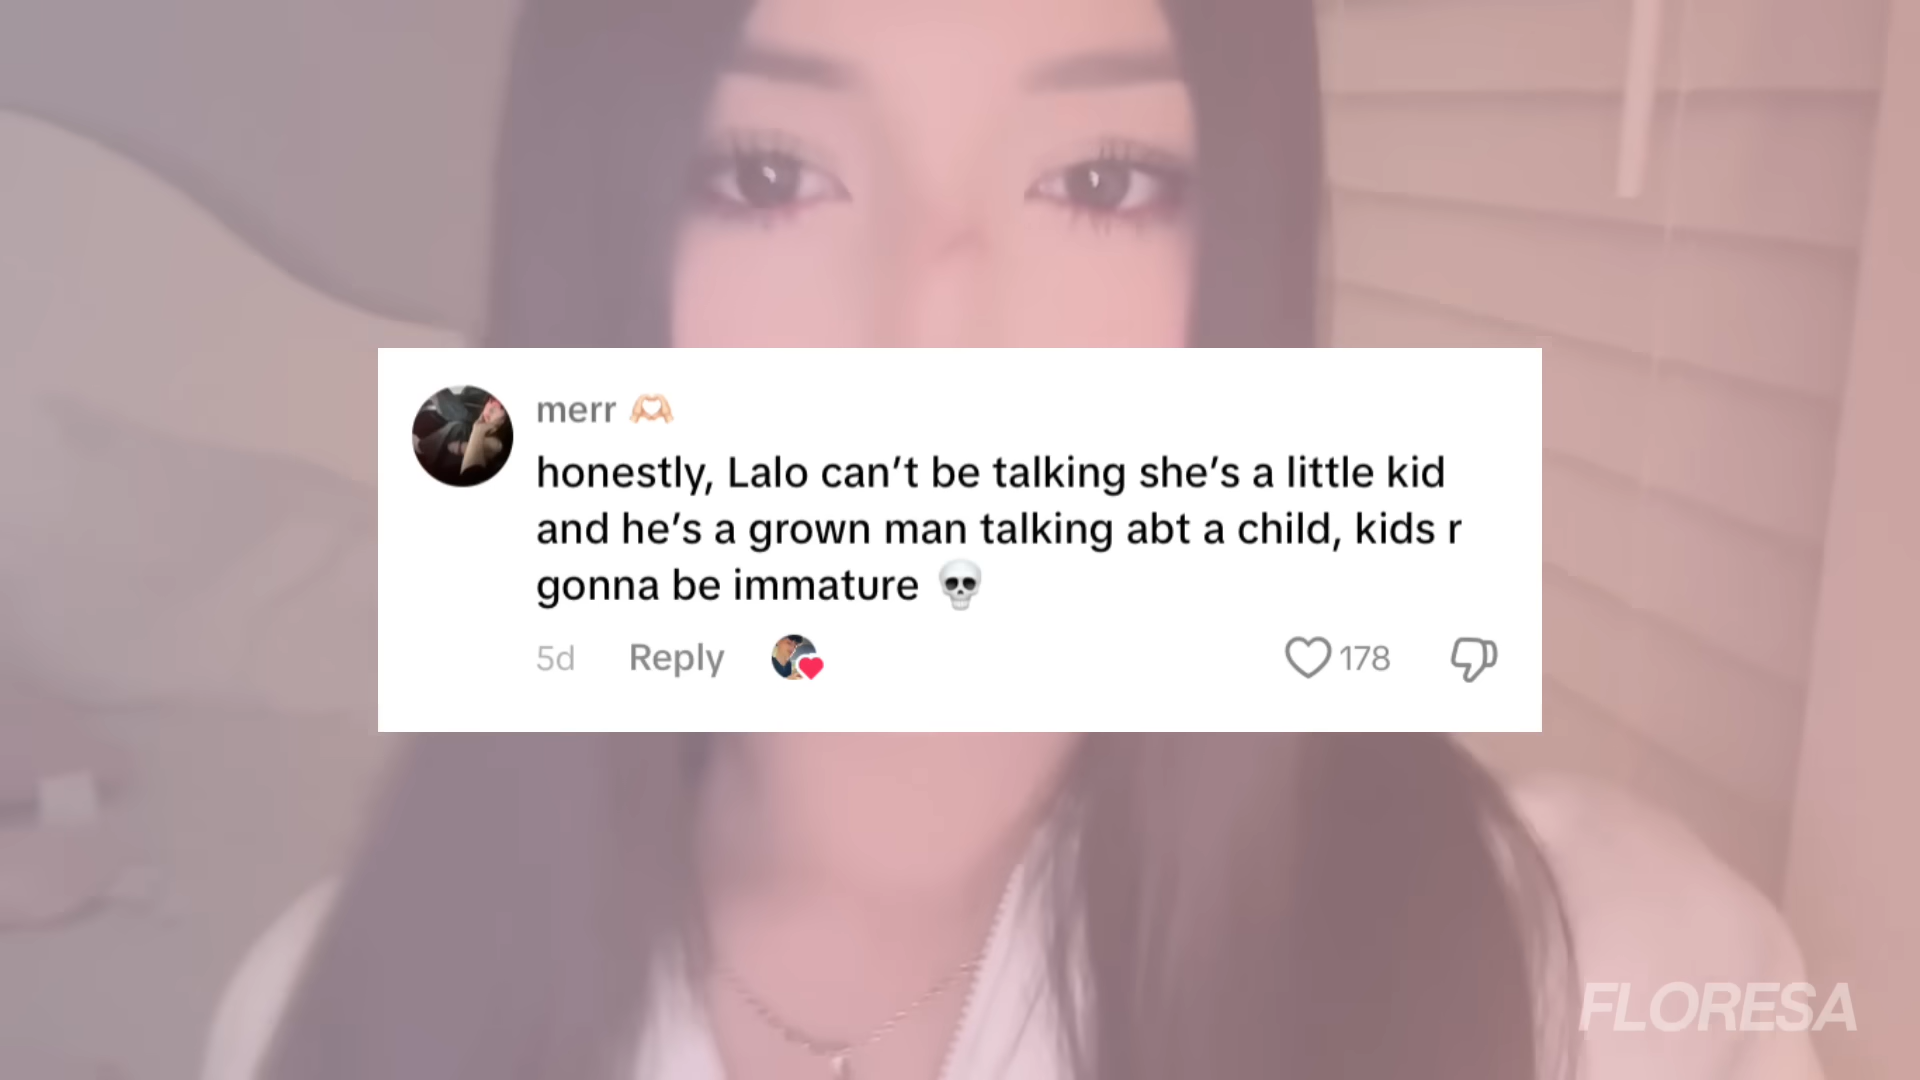 merr 🫶🏻
honestly, Lalo can’t be talking she’s a little kid
and he’s a grown man talking abt a child, kids r
gonna be immature 💀
5d Reply 178
FLORESA